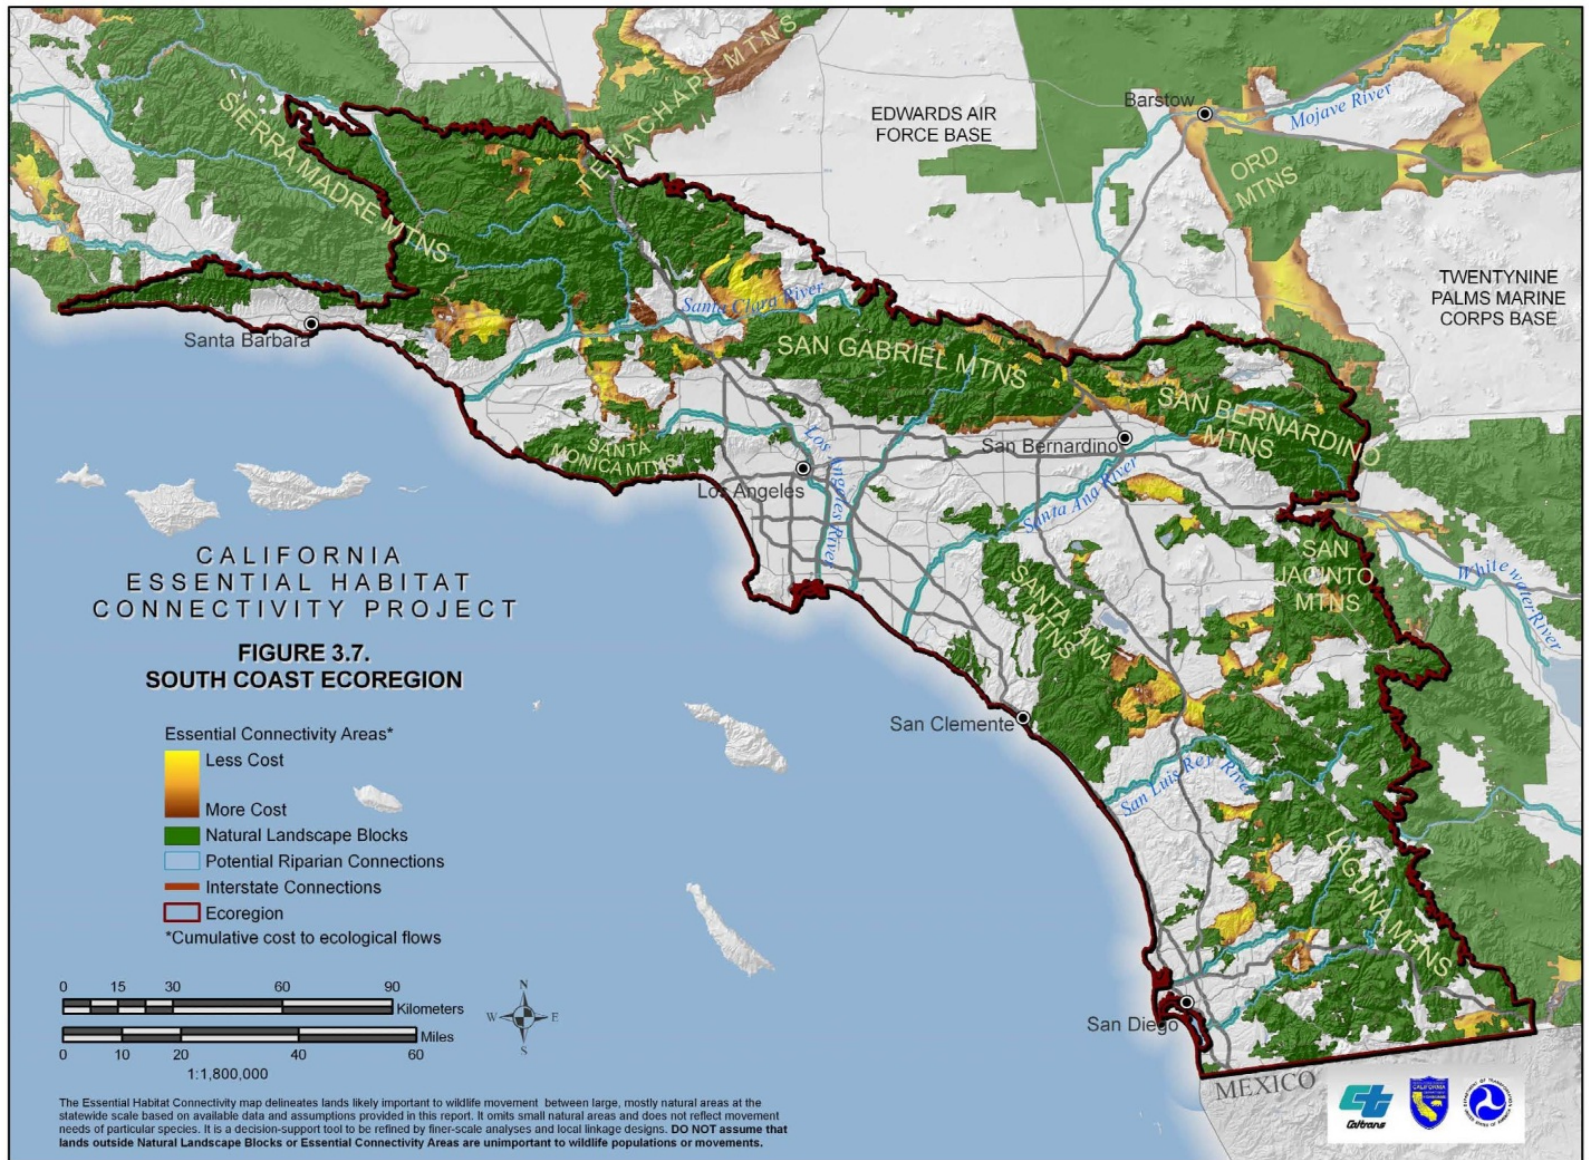 TEHACHAPI MTNS
SIERRA MADRE MTNS
EDWARDS AIR
FORCE BASE
Barstow
Mojave River
ORD
MTNS
TWENTYNINE
PALMS MARINE
CORPS BASE
Santa Barbara
Santa Clara River
SAN GABRIEL MTNS
SAN BERNARDINO
MTNS
San Bernardino
SANTA
MONICA MTNS
Los Angeles
Los Angeles River
Santa Ana River
SAN
JACINTO
MTNS
Whitewater River
SANTA ANA
MTNS
San Clemente
San Luis Rey River
LAGUNA MTNS
San Diego
MEXICO
CALIFORNIA
ESSENTIAL HABITAT
CONNECTIVITY PROJECT
FIGURE 3.7.
SOUTH COAST ECOREGION
Essential Connectivity Areas*
Less Cost
More Cost
Natural Landscape Blocks
Potential Riparian Connections
Interstate Connections
Ecoregion
*Cumulative cost to ecological flows
0 15 30 60 90
Kilometers
Miles
0 10 20 40 60
1:1,800,000
N
W E
S
The Essential Habitat Connectivity map delineates lands likely important to wildlife movement between large, mostly natural areas at the
statewide scale based on available data and assumptions provided in this report. It omits small natural areas and does not reflect movement
needs of particular species. It is a decision-support tool to be refined by finer-scale analyses and local linkage designs. DO NOT assume that
lands outside Natural Landscape Blocks or Essential Connectivity Areas are unimportant to wildlife populations or movements.
Caltrans
CALIFORNIA